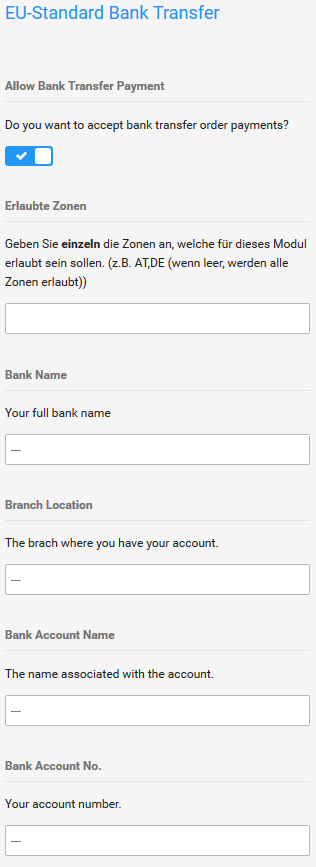 EU-Standard Bank Transfer
Allow Bank Transfer Payment
Do you want to accept bank transfer order payments?
Erlaubte Zonen
Geben Sie einzeln die Zonen an, welche für dieses Modul
erlaubt sein sollen. (z.B. AT,DE (wenn leer, werden alle
Zonen erlaubt))
Bank Name
Your full bank name
---
Branch Location
The brach where you have your account.
---
Bank Account Name
The name associated with the account.
---
Bank Account No.
Your account number.
---